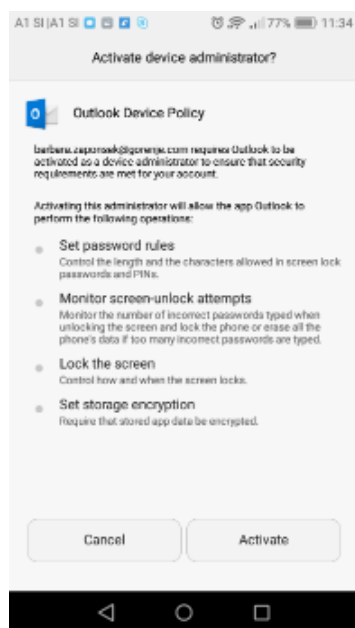 A1 SI|A1 SI 77% 11:34
Activate device administrator?
Outlook Device Policy
barbara.zaponsek@gorenje.com requires Outlook to be
activated as a device administrator to ensure that security
requirements are met for your account.
Activating this administrator will allow the app Outlook to
perform the following operations:
Set password rules
Control the length and the characters allowed in screen lock
passwords and PINs.
Monitor screen-unlock attempts
Monitor the number of incorrect passwords typed when
unlocking the screen and lock the phone or erase all the
phone's data if too many incorrect passwords are typed.
Lock the screen
Control how and when the screen locks.
Set storage encryption
Require that stored app data be encrypted.
Cancel Activate